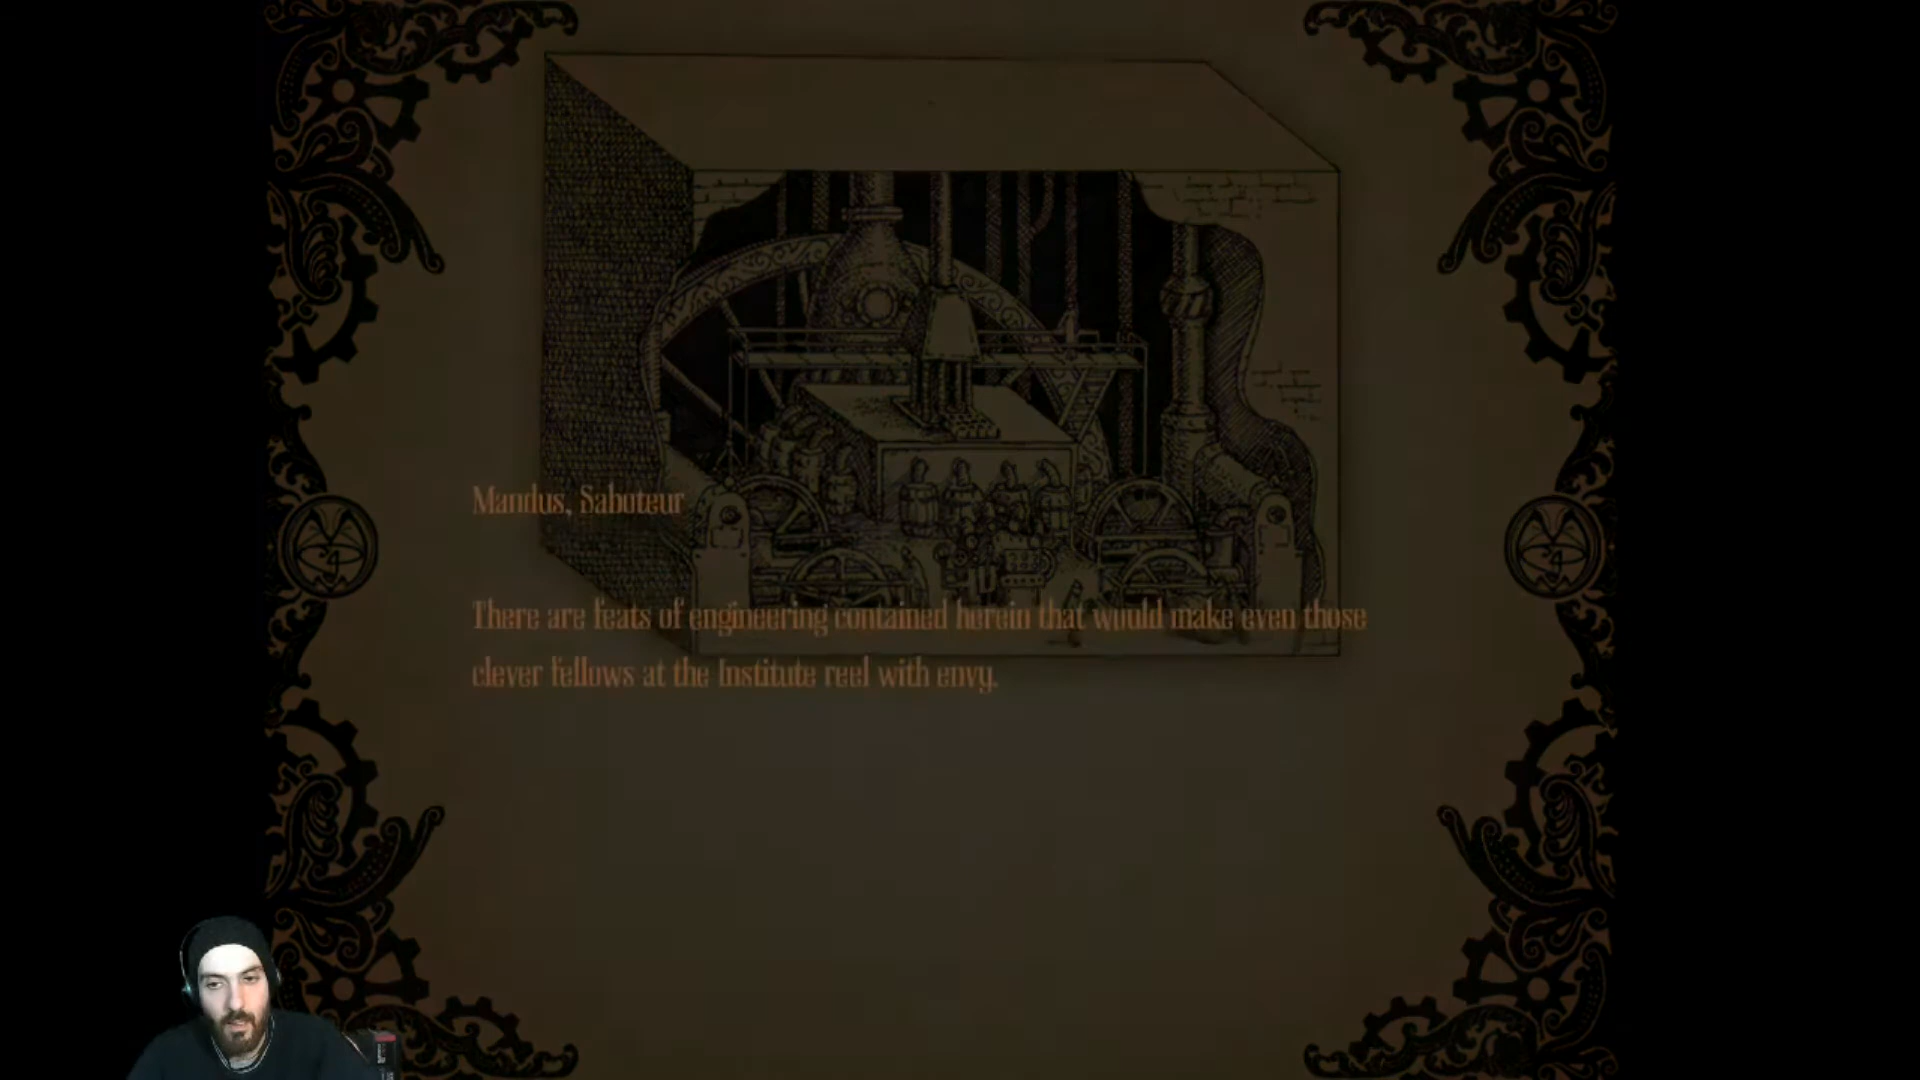 Mandus, Saboteur
There are feats of engineering contained herein that would make even those
clever fellows at the Institute reel with envy.